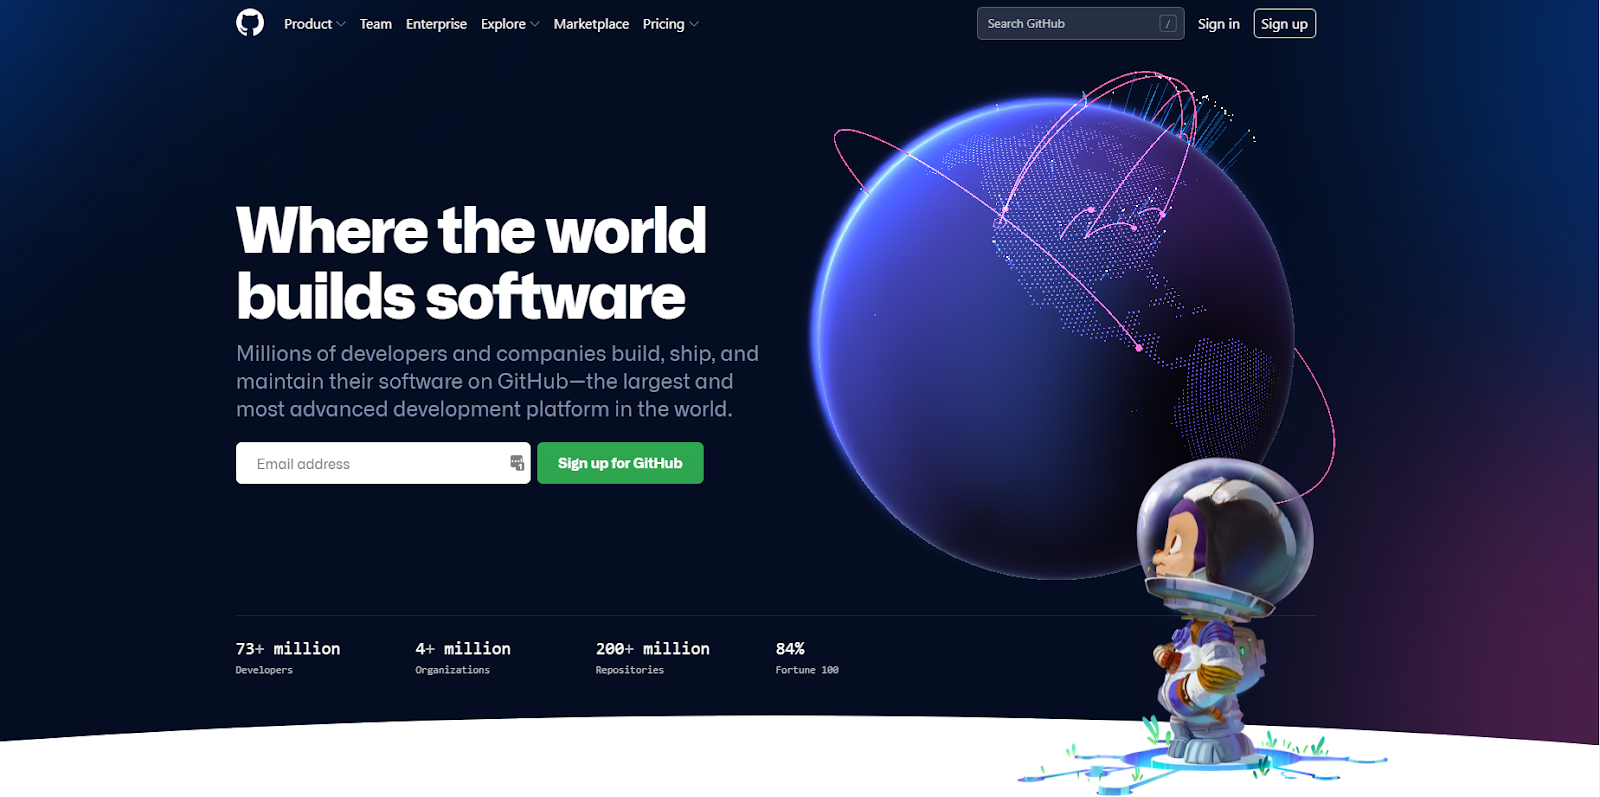 Product Team Enterprise Explore Marketplace Pricing Search GitHub / Sign in Sign up
Where the world
builds software
Millions of developers and companies build, ship, and
maintain their software on GitHub—the largest and
most advanced development platform in the world.
Email address Sign up for GitHub
73+ million 4+ million 200+ million 84%
Developers Organizations Repositories Fortune 100